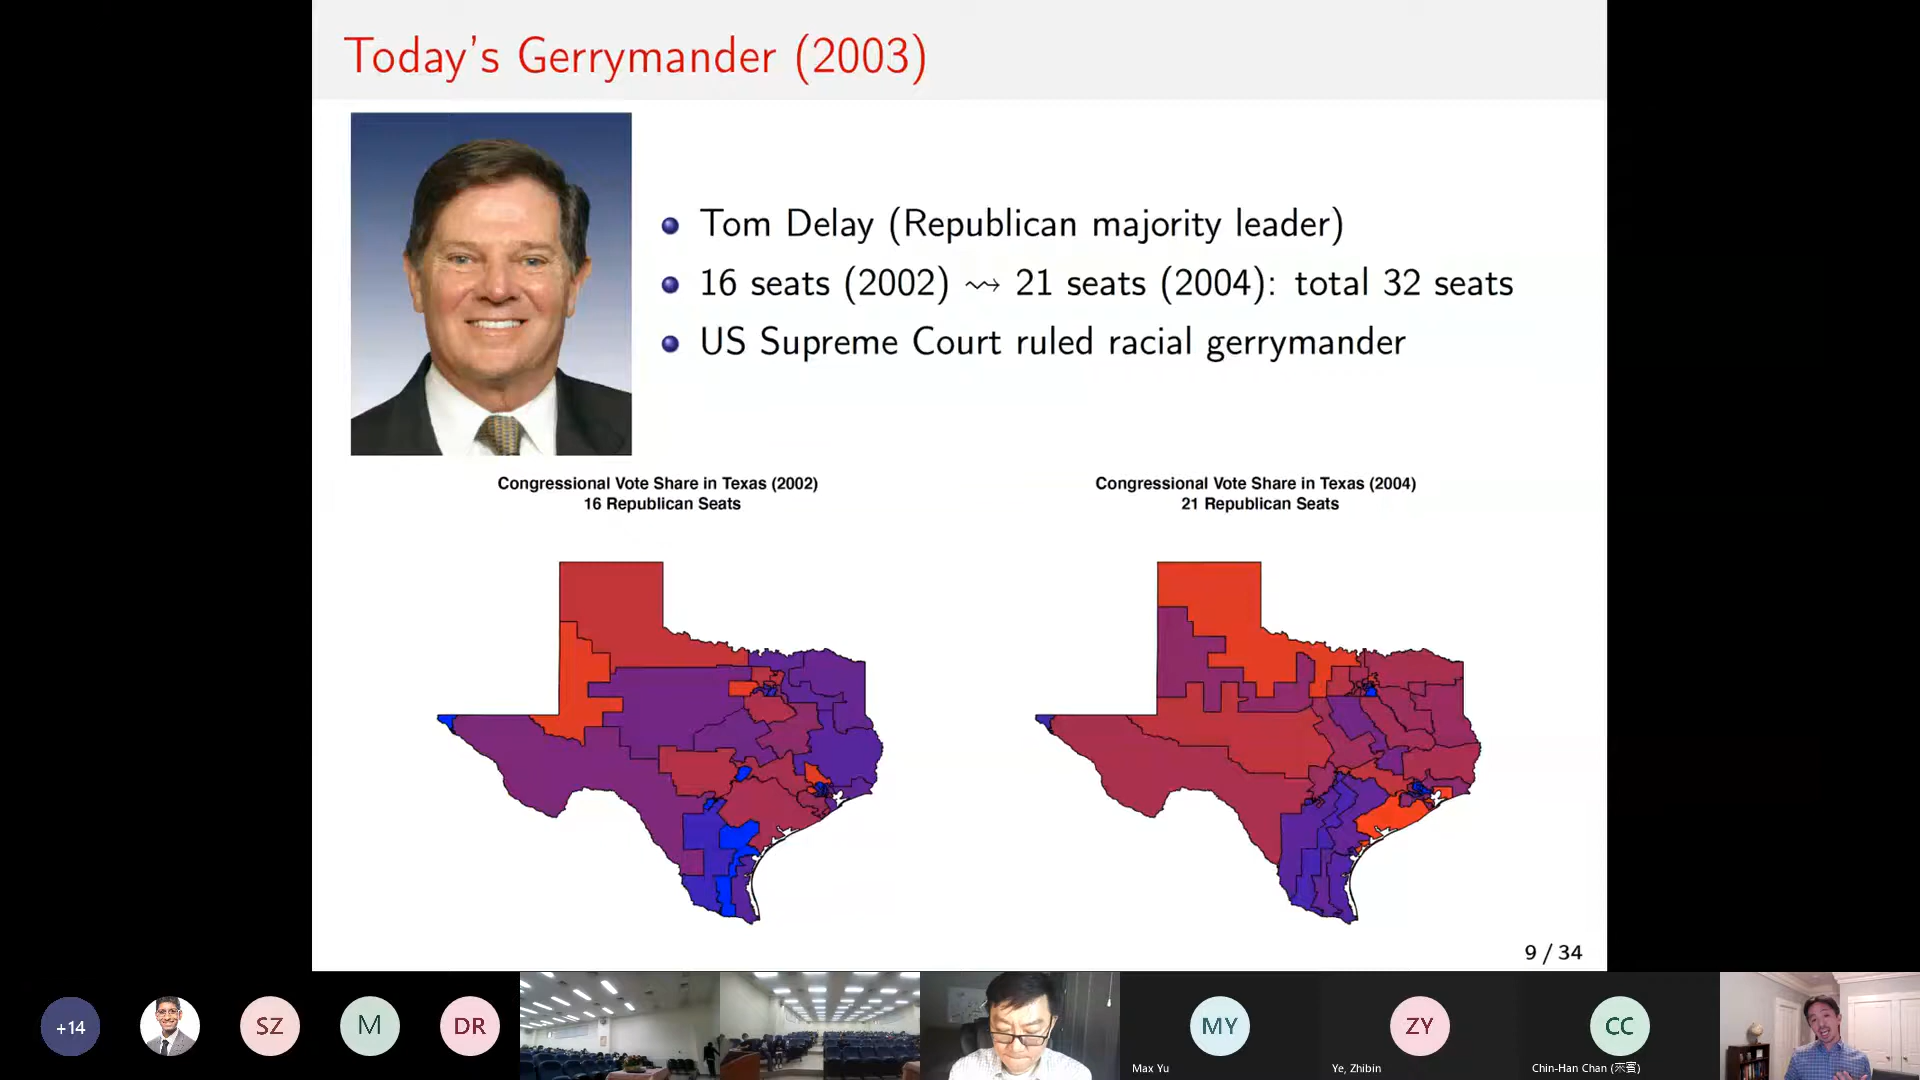 Today's Gerrymander (2003)
Tom Delay (Republican majority leader)
16 seats (2002) ⇝ 21 seats (2004): total 32 seats
US Supreme Court ruled racial gerrymander
Congressional Vote Share in Texas (2002)
16 Republican Seats
Congressional Vote Share in Texas (2004)
21 Republican Seats
9 / 34
+14
SZ
M
DR
MY
Max Yu
ZY
Ye, Zhibin
CC
Chin-Han Chan (來賓)